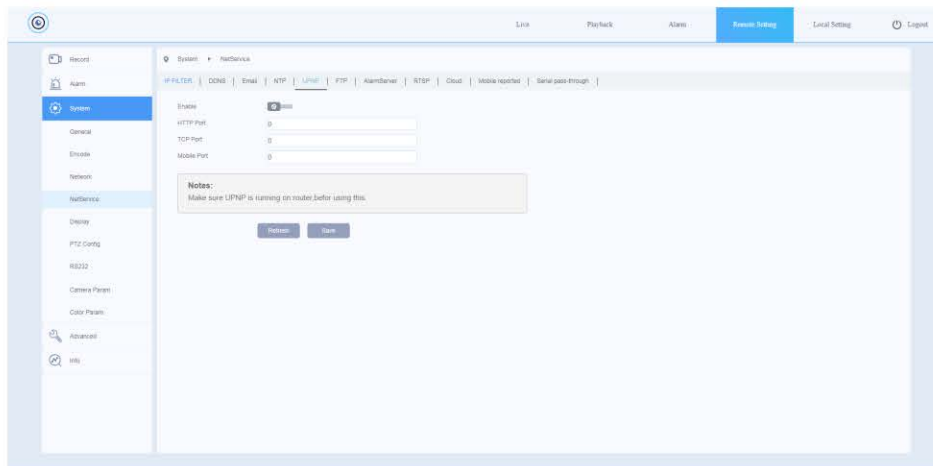 Live Playback Alarm Remote Setting Local Setting Logout
Record
Alarm
System
General
Encode
Network
NetService
Display
PTZ Config
RS232
Camera Param
Color Param
Advanced
Info
System NetService
IP FILTER | DDNS | Email | NTP | UPNP | FTP | AlarmServer | RTSP | Cloud | Mobile reported | Serial pass-through |
Enable
HTTP Port 0
TCP Port 0
Mobile Port 0
Notes:
Make sure UPNP is running on router,befor using this.
Refresh Save